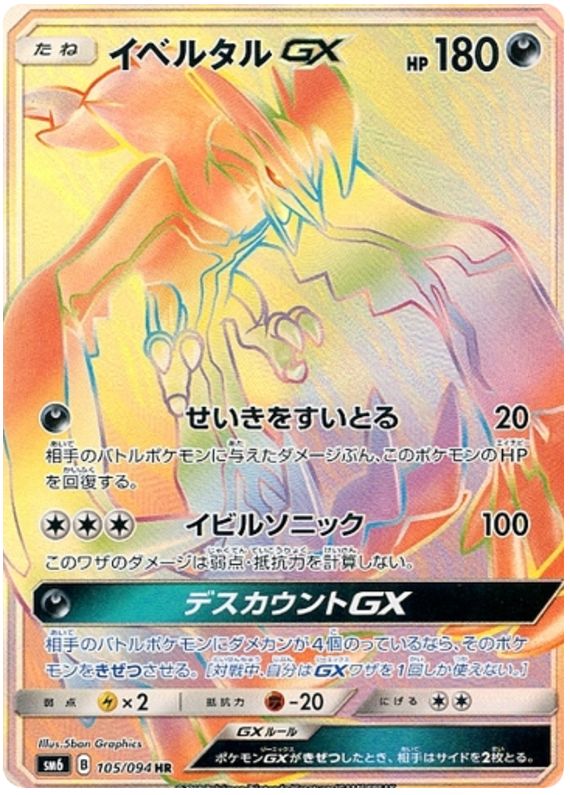 たね イベルタルGX HP 180
せいきをすいとる 20
相手のバトルポケモンに与えたダメージぶん、このポケモンのHP
を回復する。
イビルソニック 100
このワザのダメージは弱点・抵抗力を計算しない。
デスカウントGX
相手のバトルポケモンにダメカンが4個のっているなら、そのポケ
モンをきぜつさせる。[対戦中、自分はGXワザを1回しか使えない。]
弱点 ×2 抵抗力 -20 にげる
Illus.5ban Graphics
GXルール
sm6 B 105/094 HR
ポケモンGXがきぜつしたとき、相手はサイドを2枚とる。